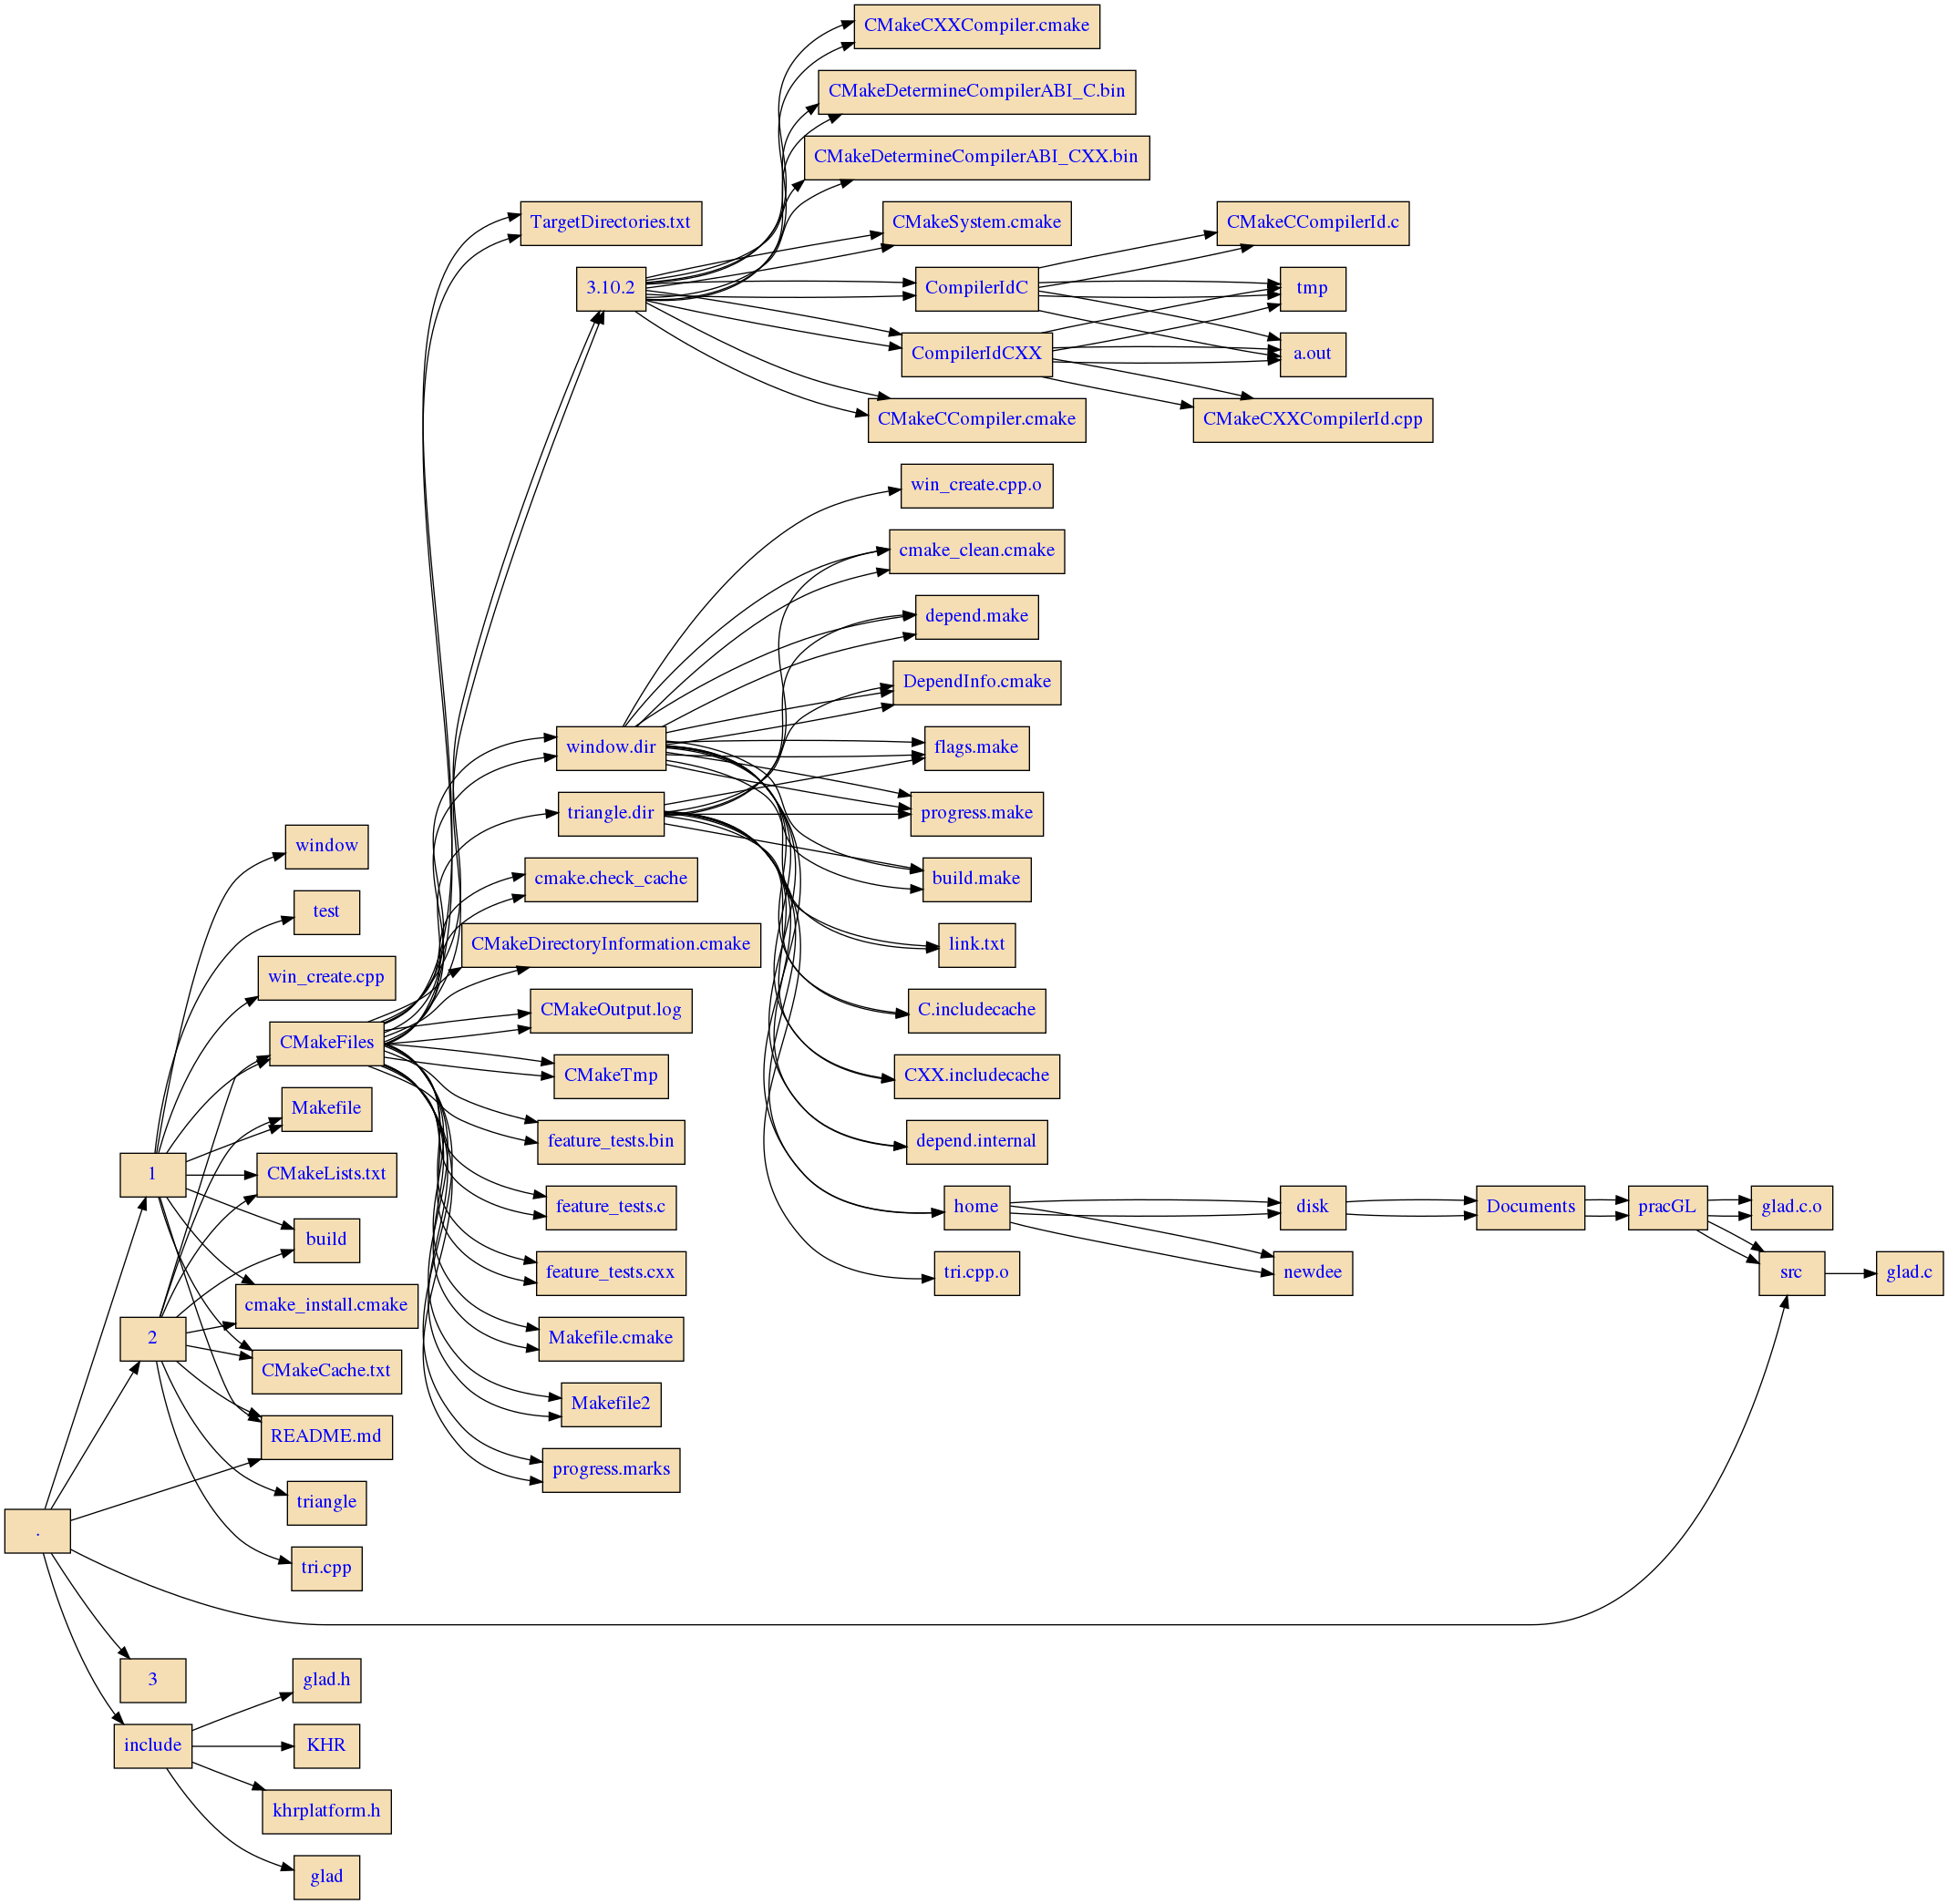 CMakeCXXCompiler.cmake
CMakeDetermineCompilerABI_C.bin
CMakeDetermineCompilerABI_CXX.bin
TargetDirectories.txt
CMakeSystem.cmake
CMakeCCompilerId.c
3.10.2
CompilerIdC
tmp
CompilerIdCXX
a.out
CMakeCCompiler.cmake
CMakeCXXCompilerId.cpp
win_create.cpp.o
cmake_clean.cmake
depend.make
DependInfo.cmake
window.dir
flags.make
triangle.dir
progress.make
window
cmake.check_cache
build.make
test
CMakeDirectoryInformation.cmake
link.txt
win_create.cpp
CMakeOutput.log
C.includecache
CMakeFiles
CMakeTmp
CXX.includecache
Makefile
feature_tests.bin
depend.internal
1
CMakeLists.txt
feature_tests.c
home
disk
Documents
pracGL
glad.c.o
build
feature_tests.cxx
tri.cpp.o
newdee
src
glad.c
cmake_install.cmake
2
Makefile.cmake
CMakeCache.txt
Makefile2
README.md
progress.marks
triangle
.
tri.cpp
3
glad.h
include
KHR
khrplatform.h
glad